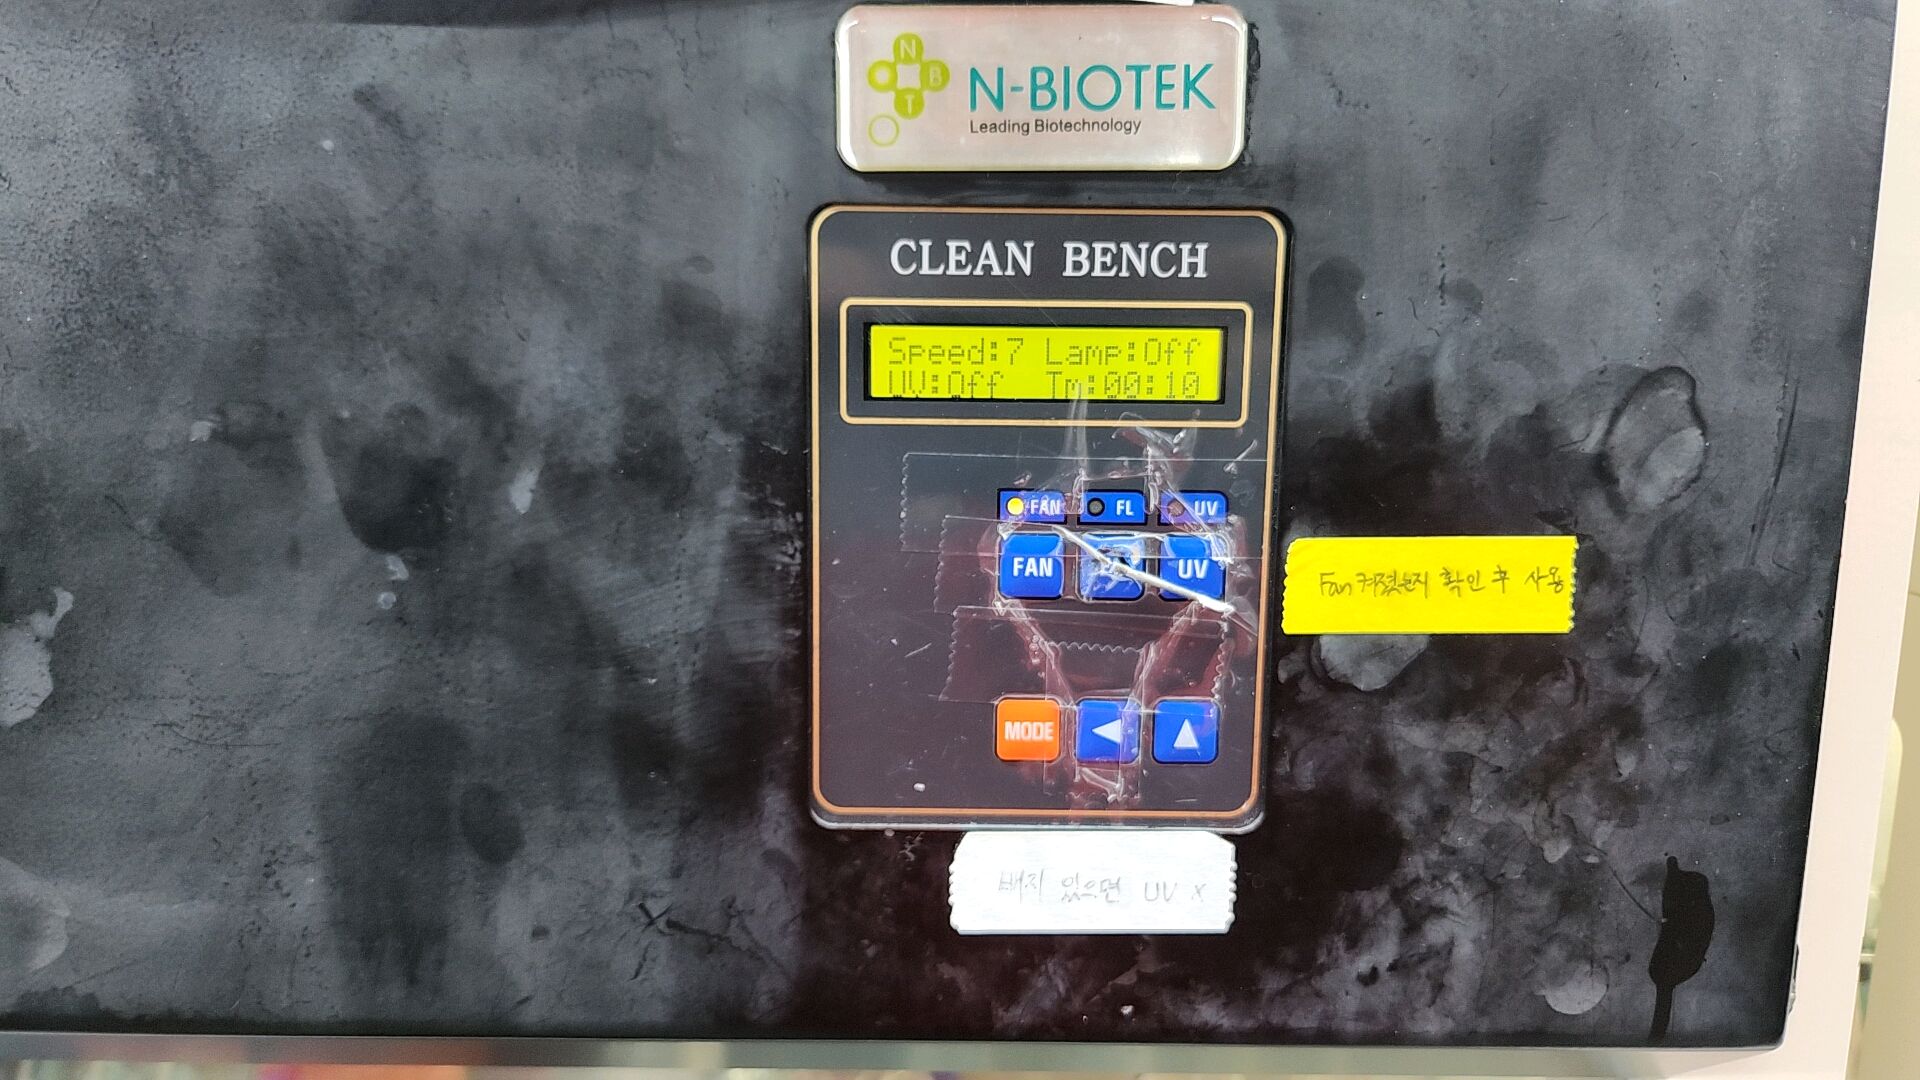 N
B
T
N-BIOTEK
Leading Biotechnology
CLEAN BENCH
Speed:7 Lamp:Off
UV:Off Tm:00:10
FAN FL UV
FAN UV
Fan 켜졌는지 확인 후 사용
MODE
배지 있으면 UV x